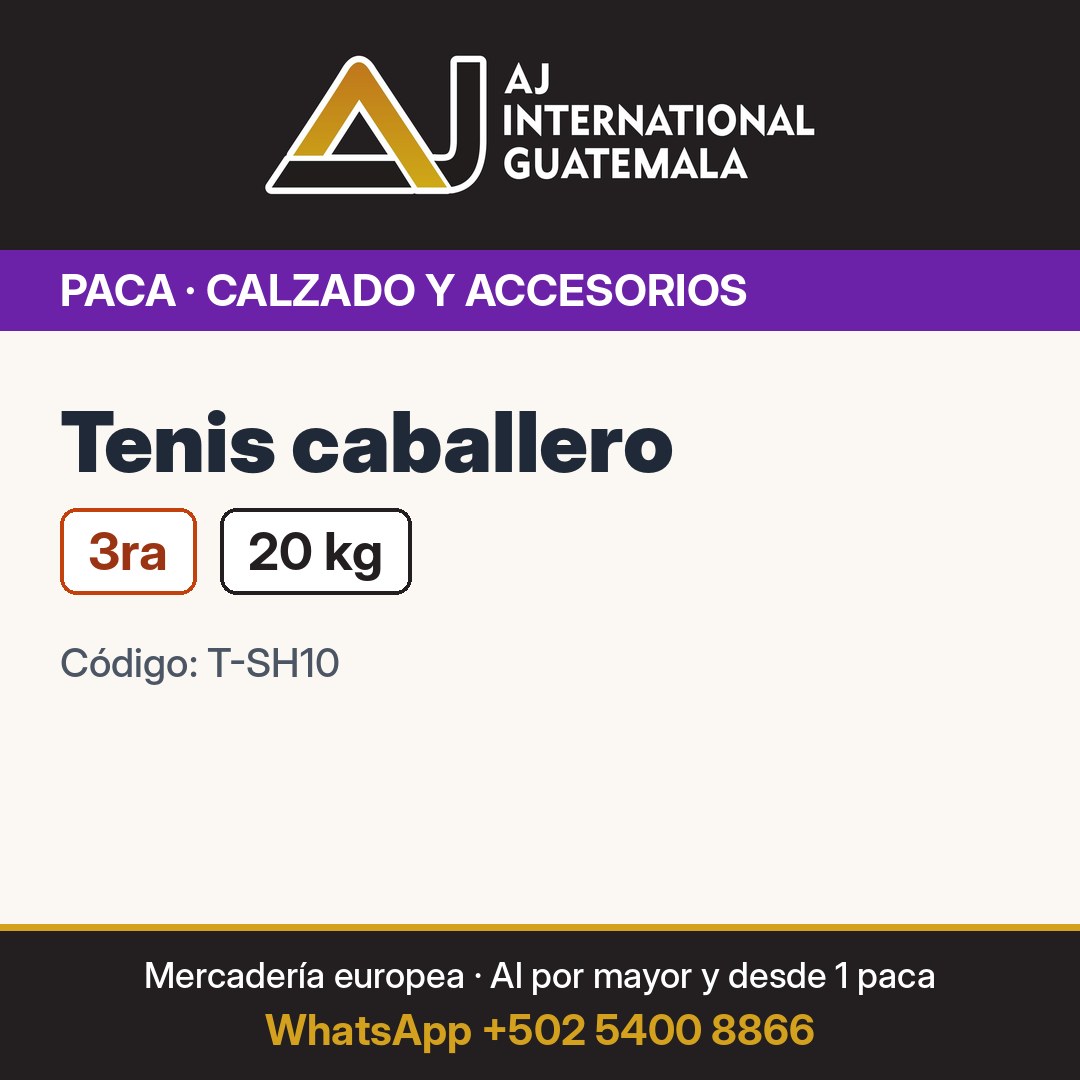 AJ
AJ
INTERNATIONAL
GUATEMALA
PACA · CALZADO Y ACCESORIOS
Tenis caballero
3ra
20 kg
Código: T-SH10
Mercadería europea · Al por mayor y desde 1 paca
WhatsApp +502 5400 8866